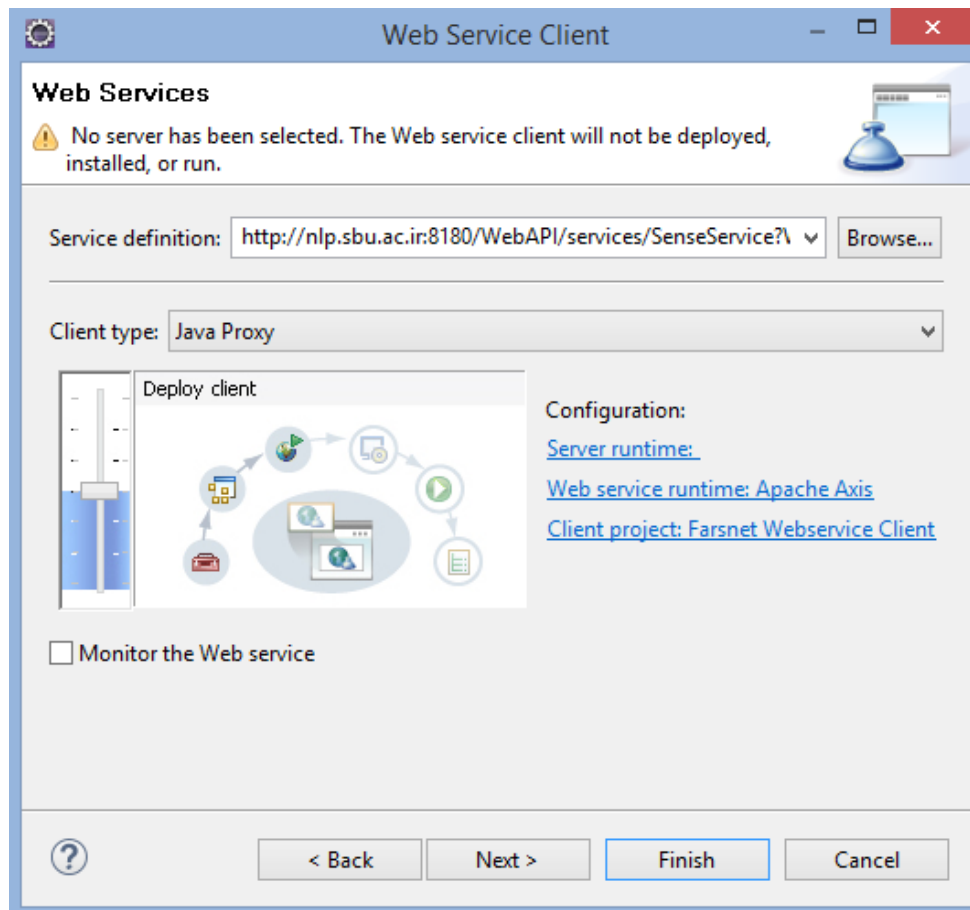 Web Service Client
Web Services
No server has been selected. The Web service client will not be deployed,
installed, or run.
Service definition: http://nlp.sbu.ac.ir:8180/WebAPI/services/SenseService?\ Browse...
Client type: Java Proxy
Deploy client
Configuration:
Server runtime:
Web service runtime: Apache Axis
Client project: Farsnet Webservice Client
Monitor the Web service
? < Back Next > Finish Cancel